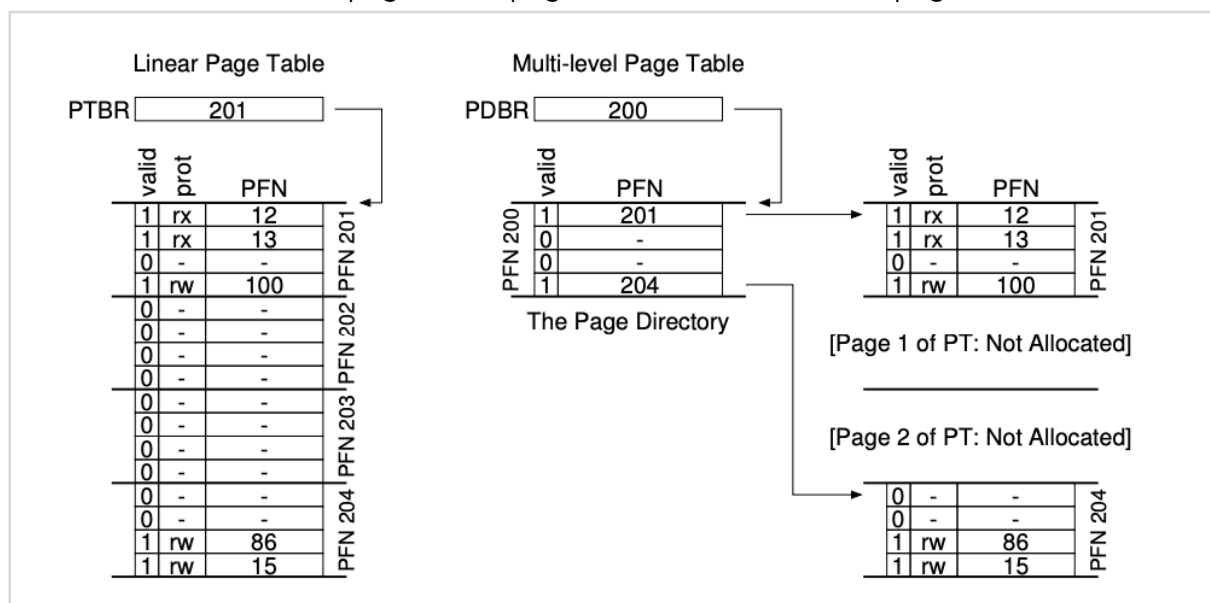 Linear Page Table
PTBR 201
valid prot PFN
1 rx 12
1 rx 13
0 - -
1 rw 100
PFN 201
0 - -
0 - -
0 - -
0 - -
PFN 202
0 - -
0 - -
0 - -
0 - -
PFN 203
0 - -
0 - -
1 rw 86
1 rw 15
PFN 204
Multi-level Page Table
PDBR 200
valid PFN
PFN 200
1 201
0 -
0 -
1 204
The Page Directory
valid prot PFN
1 rx 12
1 rx 13
0 - -
1 rw 100
PFN 201
[Page 1 of PT: Not Allocated]
[Page 2 of PT: Not Allocated]
0 - -
0 - -
1 rw 86
1 rw 15
PFN 204